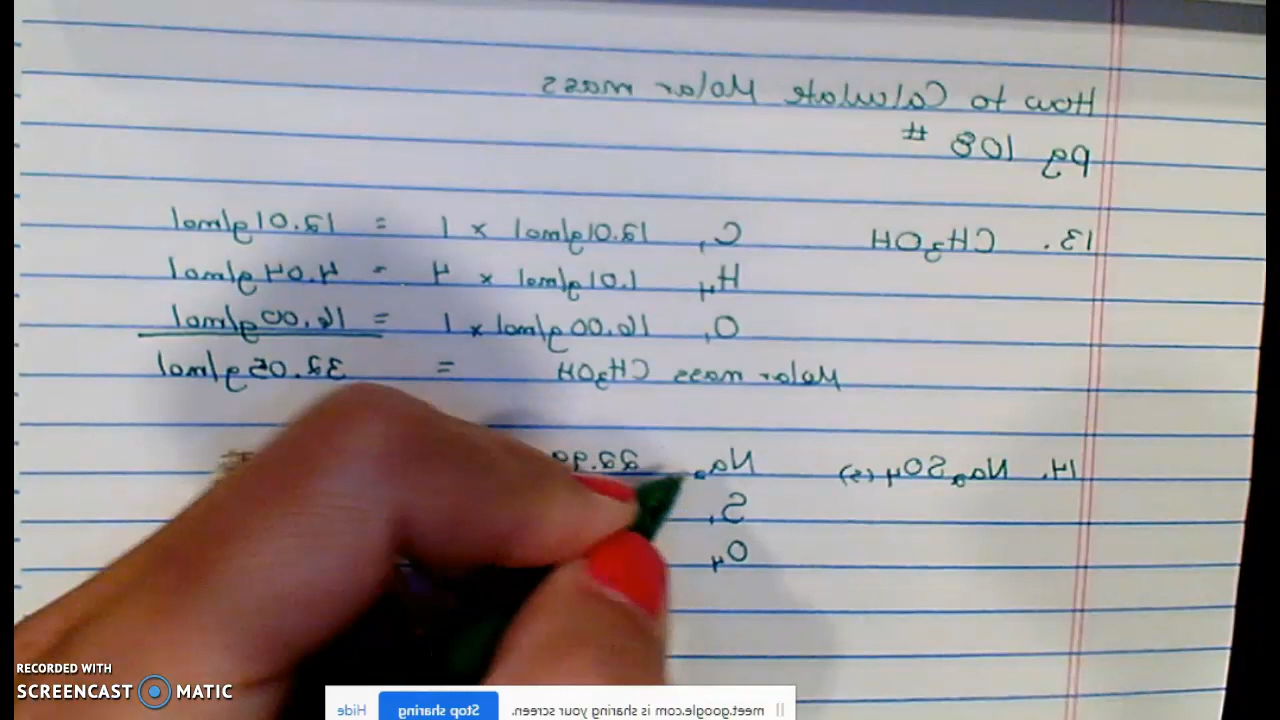 How to Calculate Molar mass
pg 108 #
13. CH3OH C1 12.01g/mol x 1 = 12.01g/mol
H4 1.01g/mol x 4 = 4.04g/mol
O1 16.00g/mol x 1 = 16.00g/mol
Molar mass CH3OH = 32.05g/mol
14. Na2SO4(s) Na2 22.99
S1
O4
RECORDED WITH
SCREENCAST MATIC
meet.google.com is sharing your screen. Stop sharing Hide